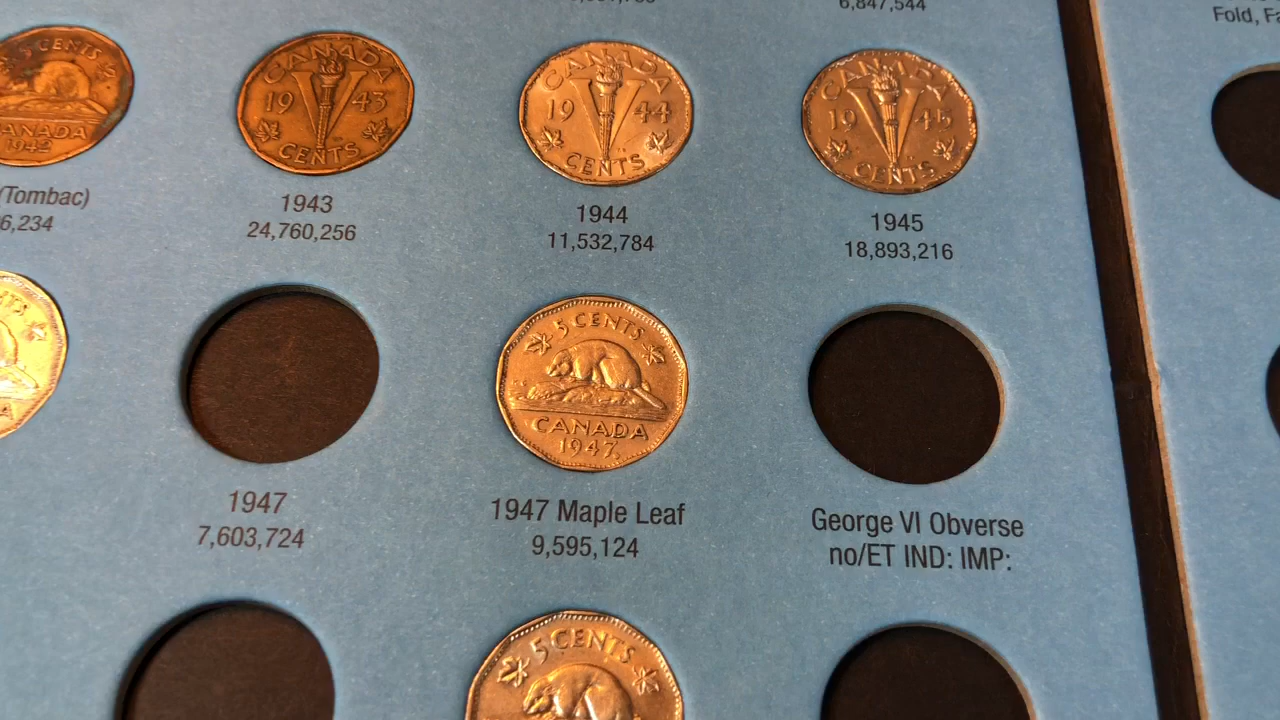 6,847,544
Fold, Fa
5 CENTS
CANADA
1942
CANADA
19 43
CENTS
CANADA
19 44
CENTS
CANADA
19 45
CENTS
(Tombac)
6,234
1943
24,760,256
1944
11,532,784
1945
18,893,216
5 CENTS
CANADA
1947
1947
7,603,724
1947 Maple Leaf
9,595,124
George VI Obverse
no/ET IND: IMP:
5 CENTS